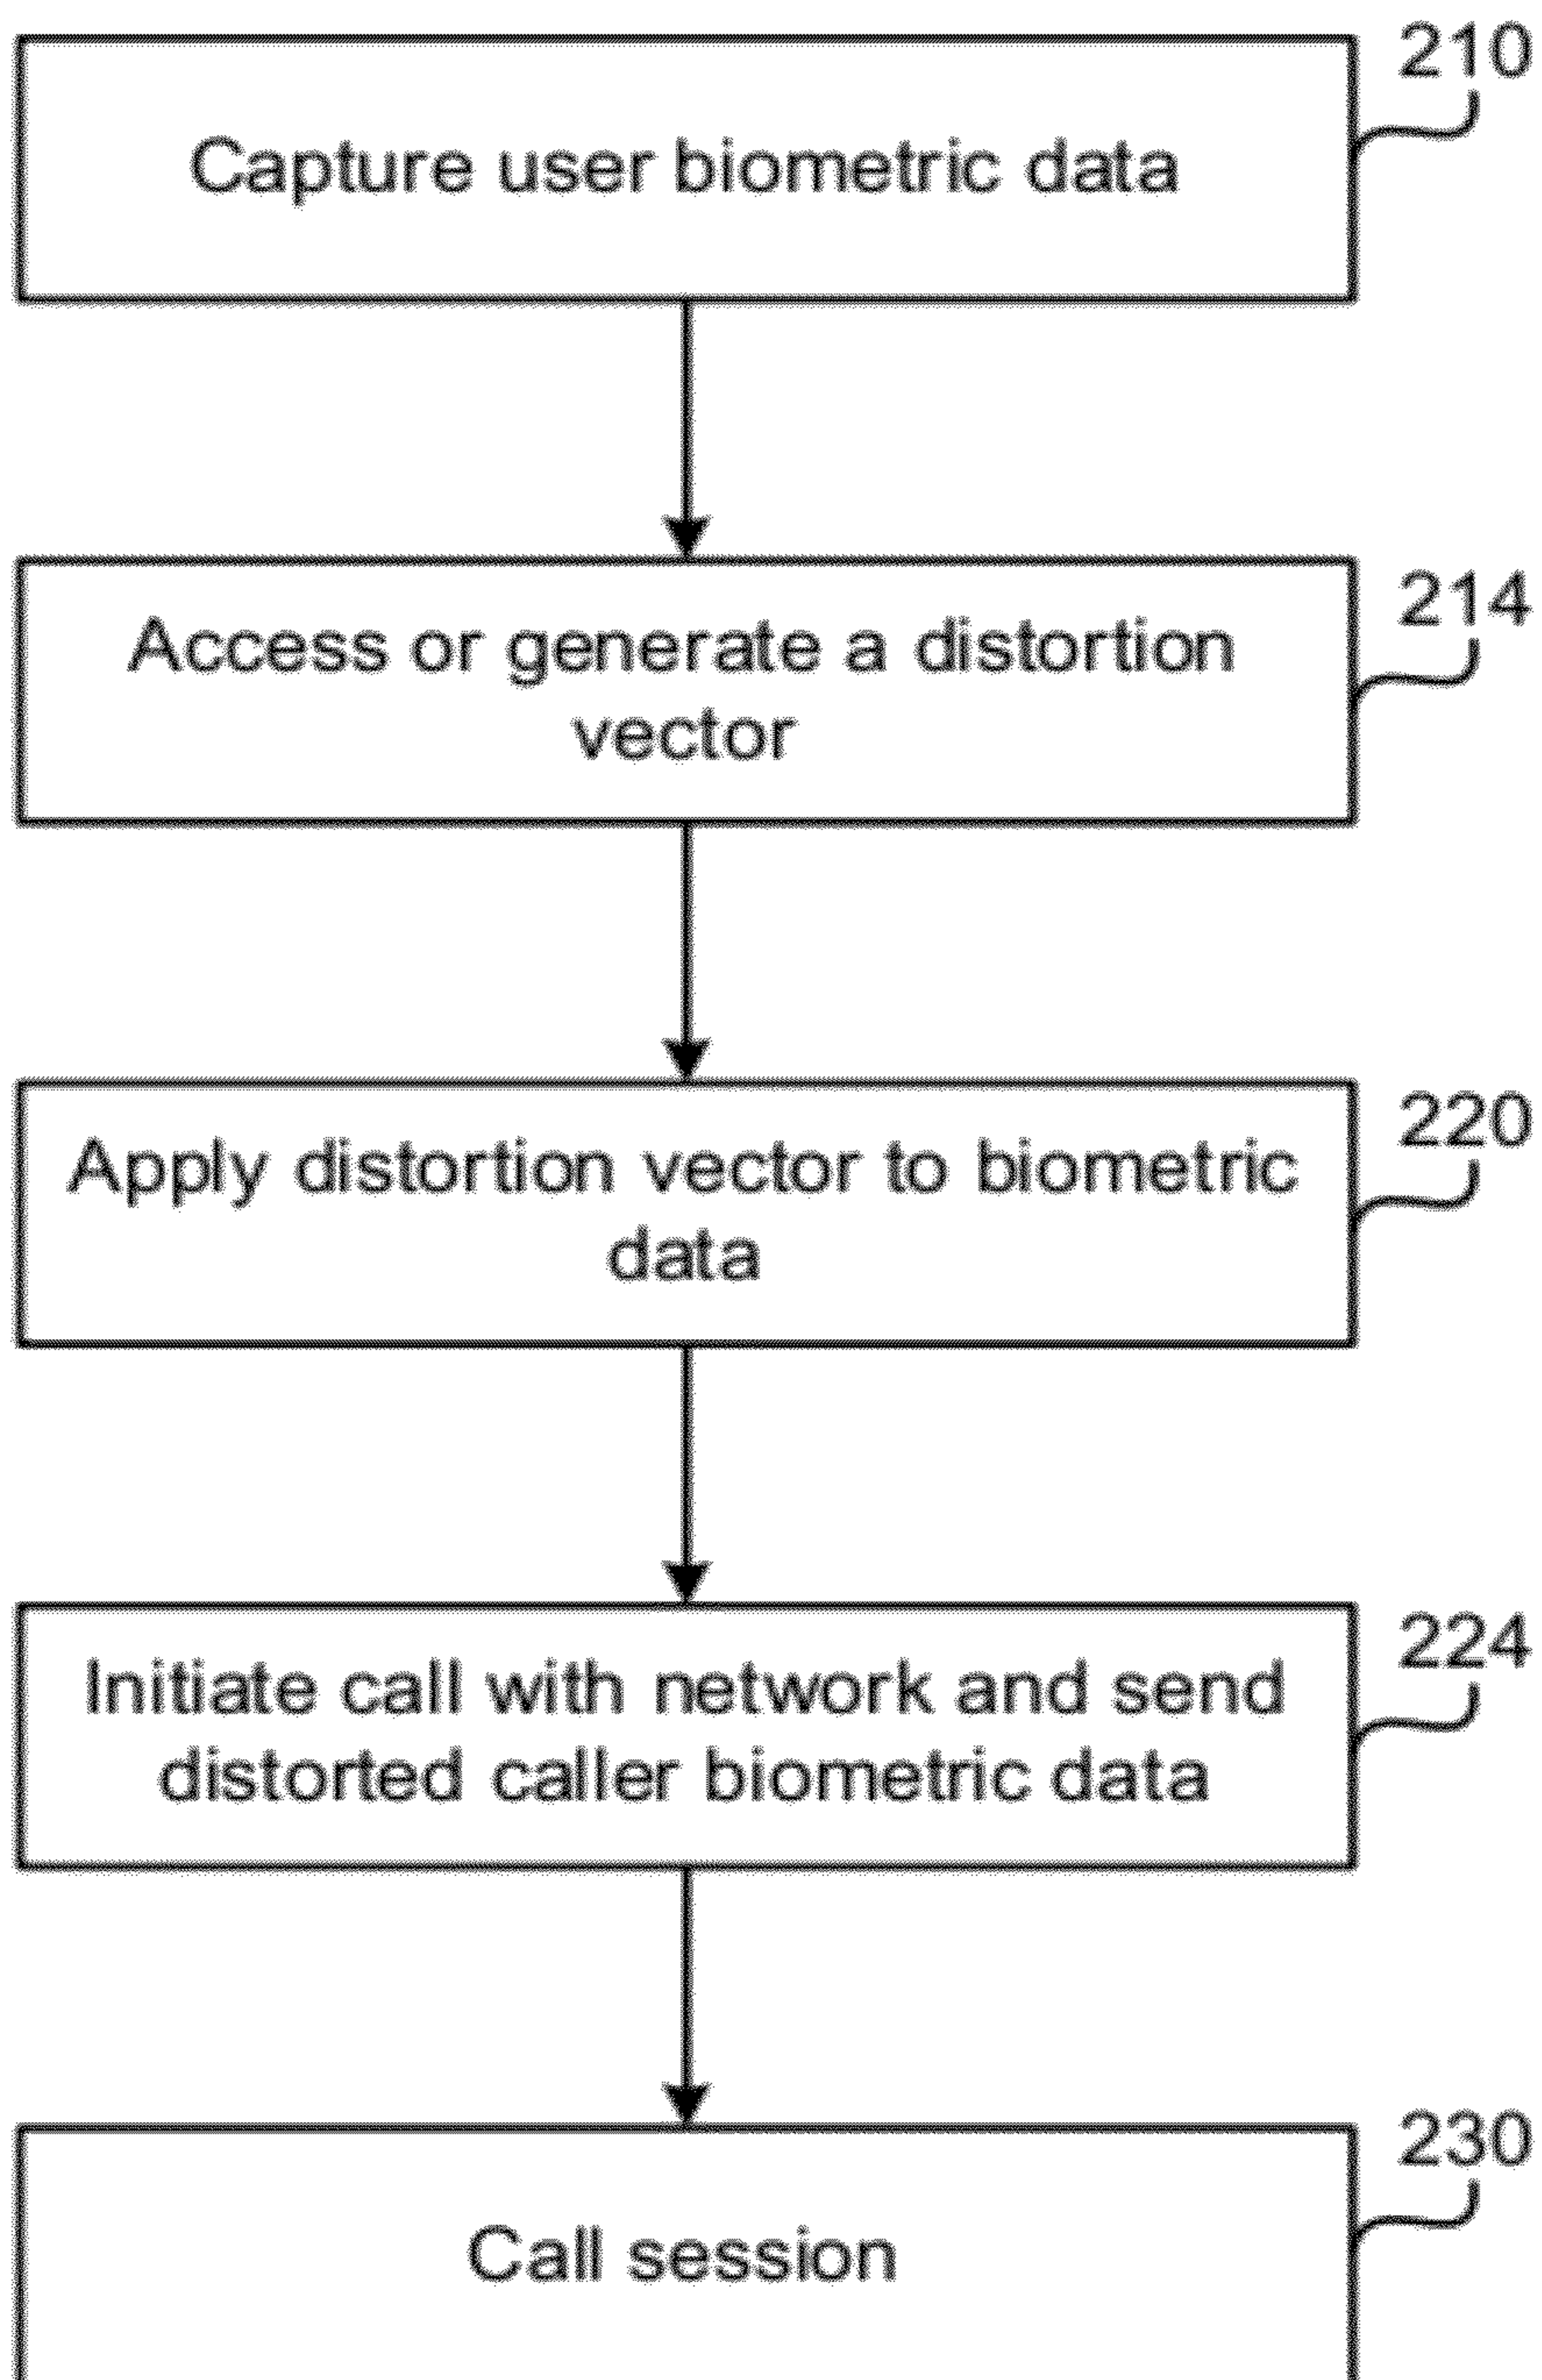 210
Capture user biometric data
214
Access or generate a distortion
vector
220
Apply distortion vector to biometric
data
224
Initiate call with network and send
distorted caller biometric data
230
Call session